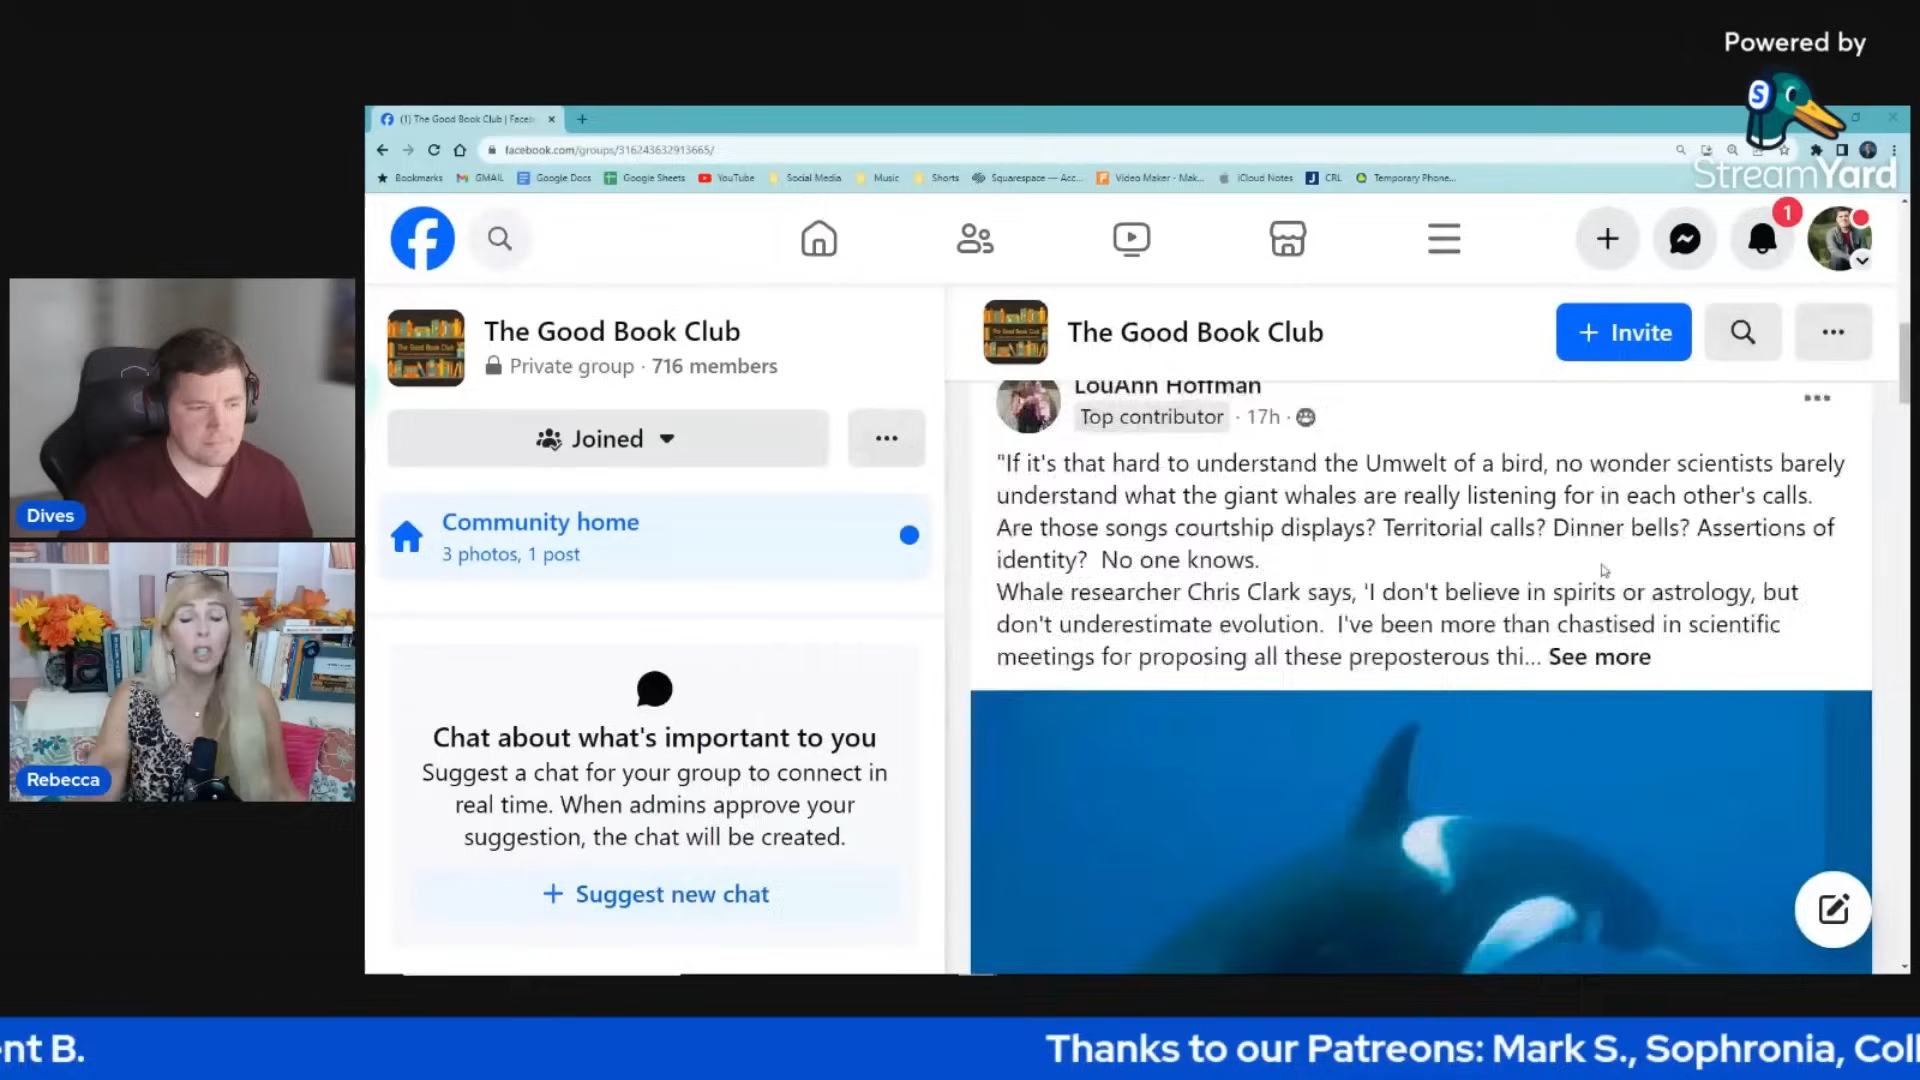 Powered by
StreamYard
(1) The Good Book Club | Faceb
facebook.com/groups/316243632913665/
Bookmarks GMAIL Google Docs Google Sheets YouTube Social Media Music Shorts Squarespace — Acc... Video Maker - Mak... iCloud Notes CRL Temporary Phone...
1
The Good Book Club
Private group · 716 members
Joined
Community home
3 photos, 1 post
Chat about what's important to you
Suggest a chat for your group to connect in
real time. When admins approve your
suggestion, the chat will be created.
+ Suggest new chat
The Good Book Club
+ Invite
LouAnn Hoffman
Top contributor · 17h ·
"If it's that hard to understand the Umwelt of a bird, no wonder scientists barely
understand what the giant whales are really listening for in each other's calls.
Are those songs courtship displays? Territorial calls? Dinner bells? Assertions of
identity? No one knows.
Whale researcher Chris Clark says, 'I don't believe in spirits or astrology, but
don't underestimate evolution. I've been more than chastised in scientific
meetings for proposing all these preposterous thi... See more
Dives
Rebecca
ent B.
Thanks to our Patreons: Mark S., Sophronia, Coll